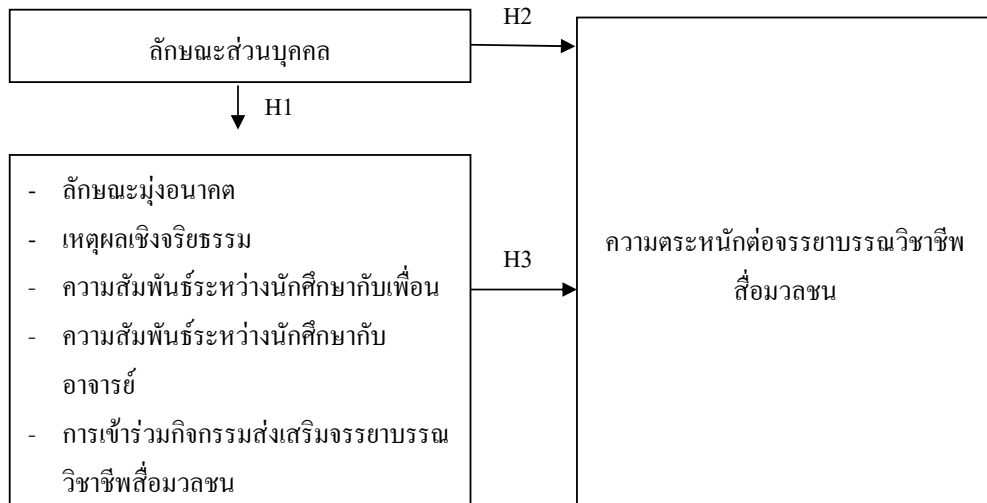 H2
ลักษณะส่วนบุคคล
H1
- ลักษณะมุ่งอนาคต
- เหตุผลเชิงจริยธรรม
- ความสัมพันธ์ระหว่างนักศึกษากับเพื่อน
- ความสัมพันธ์ระหว่างนักศึกษากับ
อาจารย์
- การเข้าร่วมกิจกรรมส่งเสริมจรรยาบรรณ
วิชาชีพสื่อมวลชน
H3
ความตระหนักต่อจรรยาบรรณวิชาชีพ
สื่อมวลชน